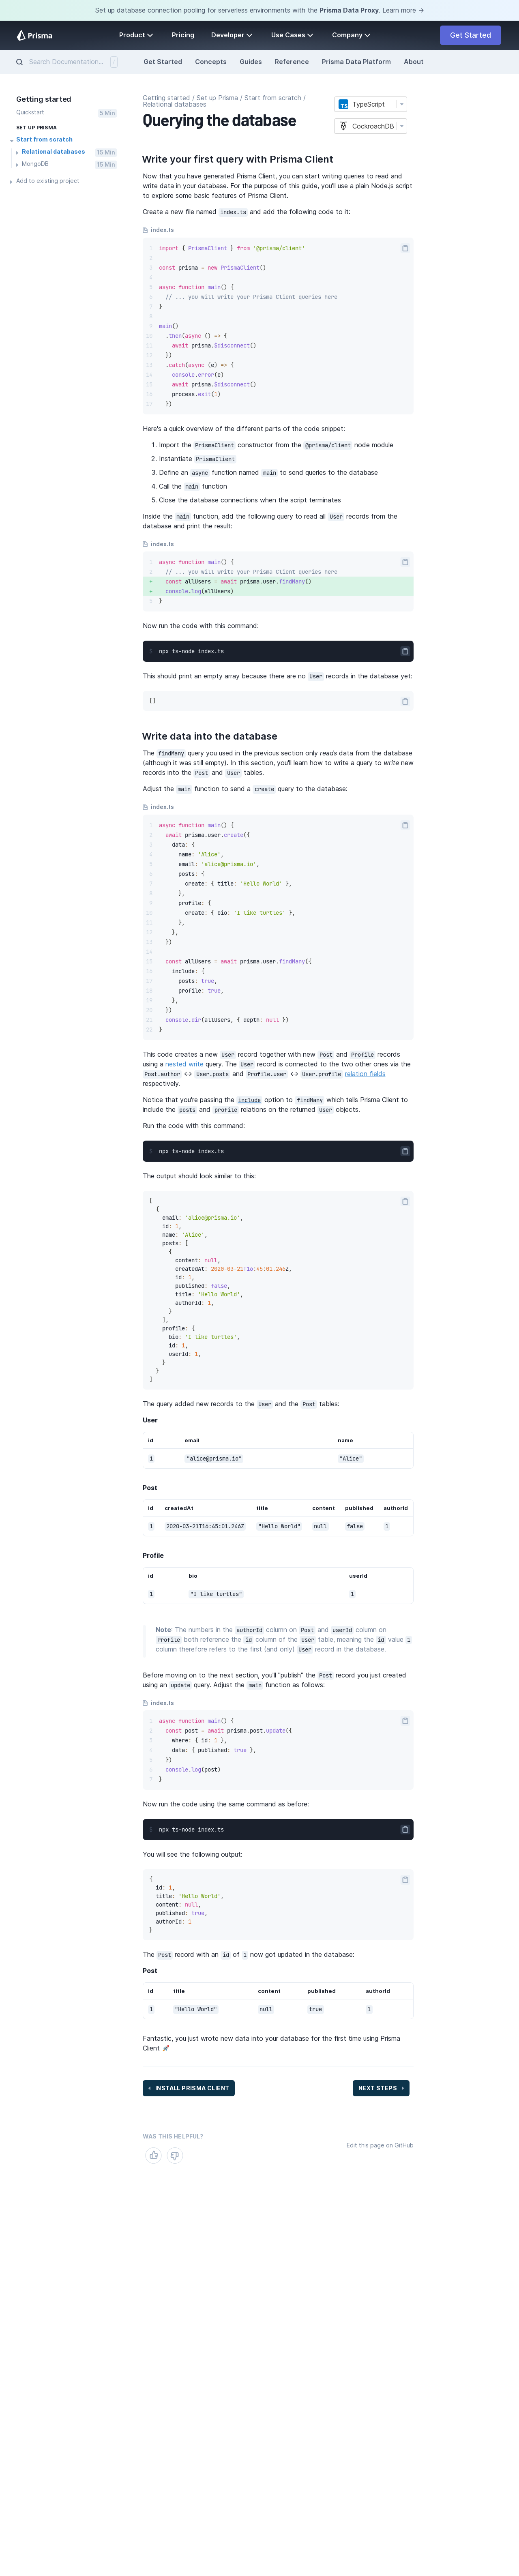 Set up database connection pooling for serverless environments with the Prisma Data Proxy. Learn more →
Prisma
Product
Pricing
Developer
Use Cases
Company
Get Started
Search Documentation...
/
Get Started
Concepts
Guides
Reference
Prisma Data Platform
About
Getting started
Quickstart
5 Min
SET UP PRISMA
Start from scratch
Relational databases
15 Min
MongoDB
15 Min
Add to existing project
Getting started / Set up Prisma / Start from scratch /
Relational databases
Querying the database
TS TypeScript
CockroachDB
Write your first query with Prisma Client
Now that you have generated Prisma Client, you can start writing queries to read and
write data in your database. For the purpose of this guide, you'll use a plain Node.js script
to explore some basic features of Prisma Client.
Create a new file named index.ts and add the following code to it:
index.ts
1 import { PrismaClient } from '@prisma/client'
2
3 const prisma = new PrismaClient()
4
5 async function main() {
6 // ... you will write your Prisma Client queries here
7 }
8
9 main()
10 .then(async () => {
11 await prisma.$disconnect()
12 })
13 .catch(async (e) => {
14 console.error(e)
15 await prisma.$disconnect()
16 process.exit(1)
17 })
Here's a quick overview of the different parts of the code snippet:
1. Import the PrismaClient constructor from the @prisma/client node module
2. Instantiate PrismaClient
3. Define an async function named main to send queries to the database
4. Call the main function
5. Close the database connections when the script terminates
Inside the main function, add the following query to read all User records from the
database and print the result:
index.ts
1 async function main() {
2 // ... you will write your Prisma Client queries here
+ const allUsers = await prisma.user.findMany()
+ console.log(allUsers)
5 }
Now run the code with this command:
$ npx ts-node index.ts
This should print an empty array because there are no User records in the database yet:
[]
Write data into the database
The findMany query you used in the previous section only reads data from the database
(although it was still empty). In this section, you'll learn how to write a query to write new
records into the Post and User tables.
Adjust the main function to send a create query to the database:
index.ts
1 async function main() {
2 await prisma.user.create({
3 data: {
4 name: 'Alice',
5 email: 'alice@prisma.io',
6 posts: {
7 create: { title: 'Hello World' },
8 },
9 profile: {
10 create: { bio: 'I like turtles' },
11 },
12 },
13 })
14
15 const allUsers = await prisma.user.findMany({
16 include: {
17 posts: true,
18 profile: true,
19 },
20 })
21 console.dir(allUsers, { depth: null })
22 }
This code creates a new User record together with new Post and Profile records
using a nested write query. The User record is connected to the two other ones via the
Post.author ↔ User.posts and Profile.user ↔ User.profile relation fields
respectively.
Notice that you're passing the include option to findMany which tells Prisma Client to
include the posts and profile relations on the returned User objects.
Run the code with this command:
$ npx ts-node index.ts
The output should look similar to this:
[
{
email: 'alice@prisma.io',
id: 1,
name: 'Alice',
posts: [
{
content: null,
createdAt: 2020-03-21T16:45:01.246Z,
id: 1,
published: false,
title: 'Hello World',
authorId: 1,
}
],
profile: {
bio: 'I like turtles',
id: 1,
userId: 1,
}
}
]
The query added new records to the User and the Post tables:
User
id email name
1 "alice@prisma.io" "Alice"
Post
id createdAt title content published authorId
1 2020-03-21T16:45:01.246Z "Hello World" null false 1
Profile
id bio userId
1 "I like turtles" 1
Note: The numbers in the authorId column on Post and userId column on
Profile both reference the id column of the User table, meaning the id value 1
column therefore refers to the first (and only) User record in the database.
Before moving on to the next section, you'll "publish" the Post record you just created
using an update query. Adjust the main function as follows:
index.ts
1 async function main() {
2 const post = await prisma.post.update({
3 where: { id: 1 },
4 data: { published: true },
5 })
6 console.log(post)
7 }
Now run the code using the same command as before:
$ npx ts-node index.ts
You will see the following output:
{
id: 1,
title: 'Hello World',
content: null,
published: true,
authorId: 1
}
The Post record with an id of 1 now got updated in the database:
Post
id title content published authorId
1 "Hello World" null true 1
Fantastic, you just wrote new data into your database for the first time using Prisma
Client 🚀
‹ INSTALL PRISMA CLIENT
NEXT STEPS ›
WAS THIS HELPFUL?
Edit this page on GitHub